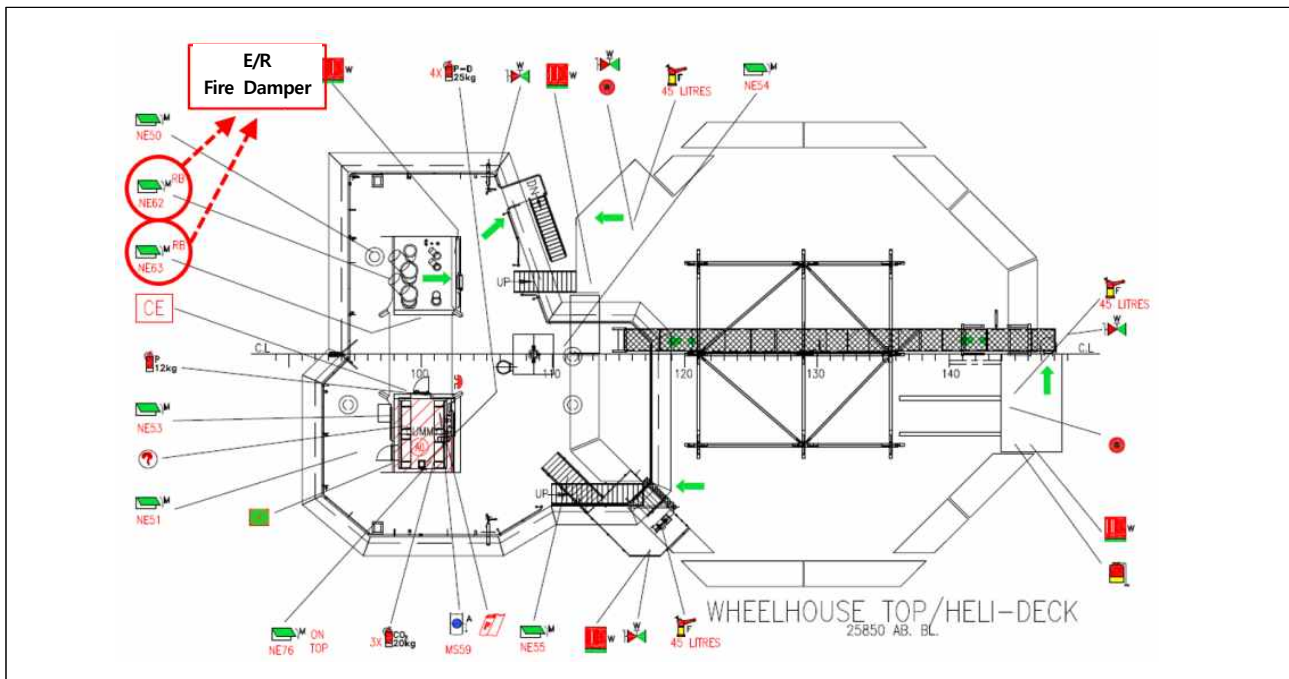 E/R
Fire Damper
W
4X
P-D
25kg
W
W
W
F
45 LITRES
M
NE54
M
NE50
M
RB
NE62
M
RB
NE63
CE
P
12kg
M
NE53
M
NE51
DN
UP
UP
C.L
C.L
100
110
120
130
140
F
45 LITRES
W
W
WHEELHOUSE TOP/HELI-DECK
25850 AB. BL.
M
ON
TOP
NE76
3X
CO₂
20kg
A
MS59
M
NE55
W
W
F
45 LITRES